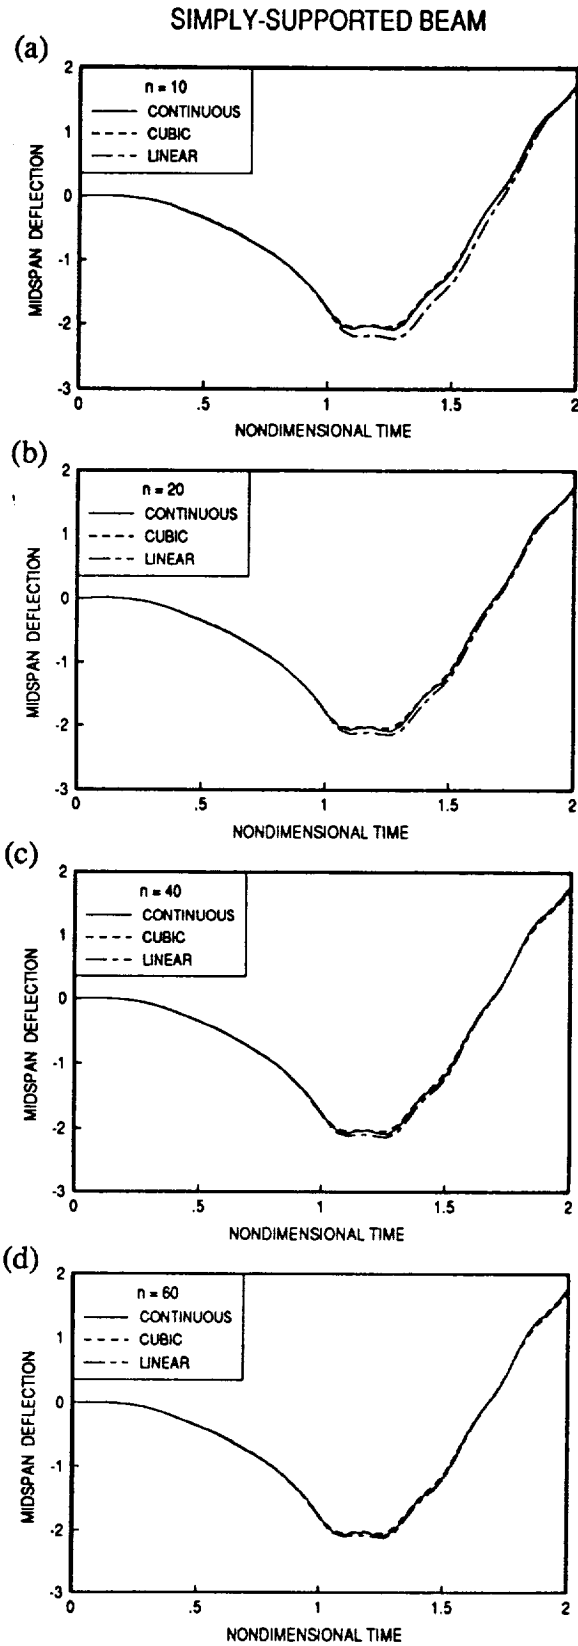 SIMPLY-SUPPORTED BEAM
(a)
2
1
0
-1
-2
-3
MIDSPAN DEFLECTION
n = 10
CONTINUOUS
CUBIC
LINEAR
0 .5 1 1.5 2
NONDIMENSIONAL TIME
(b)
2
1
0
-1
-2
-3
MIDSPAN DEFLECTION
n = 20
CONTINUOUS
CUBIC
LINEAR
0 .5 1 1.5 2
NONDIMENSIONAL TIME
(c)
2
1
0
-1
-2
-3
MIDSPAN DEFLECTION
n = 40
CONTINUOUS
CUBIC
LINEAR
0 .5 1 1.5 2
NONDIMENSIONAL TIME
(d)
2
1
0
-1
-2
-3
MIDSPAN DEFLECTION
n = 60
CONTINUOUS
CUBIC
LINEAR
0 .5 1 1.5 2
NONDIMENSIONAL TIME